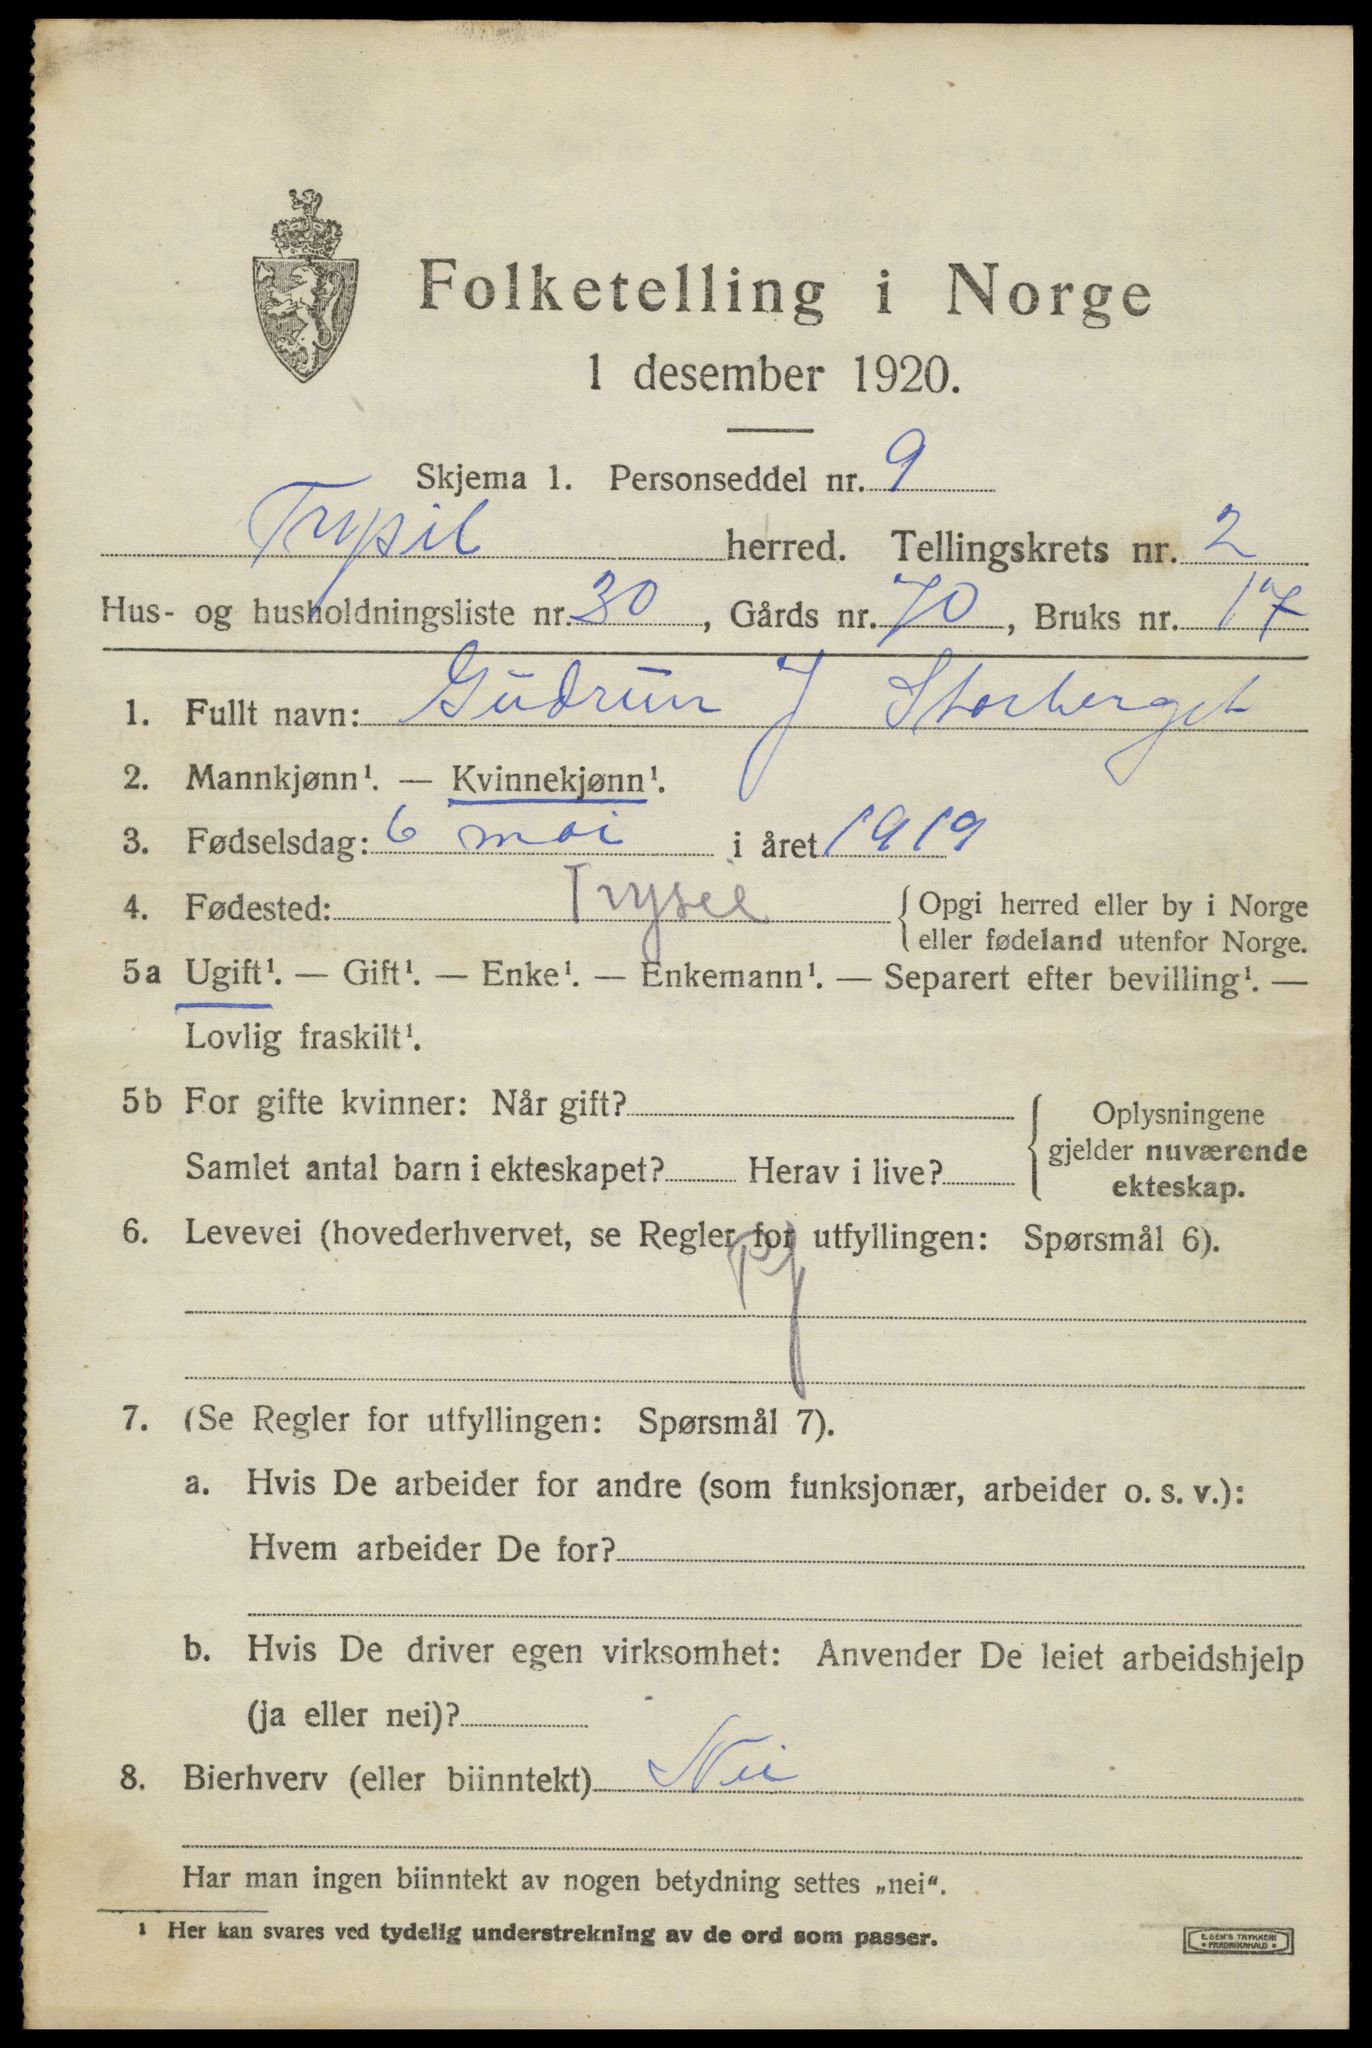 Folketelling i Norge
1 desember 1920.
Skjema 1. Personseddel nr. 9
Trysil herred. Tellingskrets nr. 2
Hus- og husholdningsliste nr. 30, Gårds nr. 70, Bruks nr. 17
1. Fullt navn: Gudrun J Storberget
2. Mannkjønn¹. — Kvinnekjønn¹.
3. Fødselsdag: 6 mai i året 1919
4. Fødested: Trysil {Opgi herred eller by i Norge
eller fødeland utenfor Norge.
5a Ugift¹. — Gift¹. — Enke¹. — Enkemann¹. — Separert efter bevilling¹. —
Lovlig fraskilt¹.
5b For gifte kvinner: Når gift?
Samlet antal barn i ekteskapet? Herav i live?
{Oplysningene
gjelder nuværende
ekteskap.
6. Levevei (hovederhvervet, se Regler for utfyllingen: Spørsmål 6).
7. (Se Regler for utfyllingen: Spørsmål 7).
a. Hvis De arbeider for andre (som funksjonær, arbeider o. s. v.):
Hvem arbeider De for?
b. Hvis De driver egen virksomhet: Anvender De leiet arbeidshjelp
(ja eller nei)?
8. Bierhverv (eller biinntekt) Nei
Har man ingen biinntekt av nogen betydning settes „nei“.
¹ Her kan svares ved tydelig understrekning av de ord som passer.
E. SEM'S TRYKKERI
• FREDRIKSHALD •